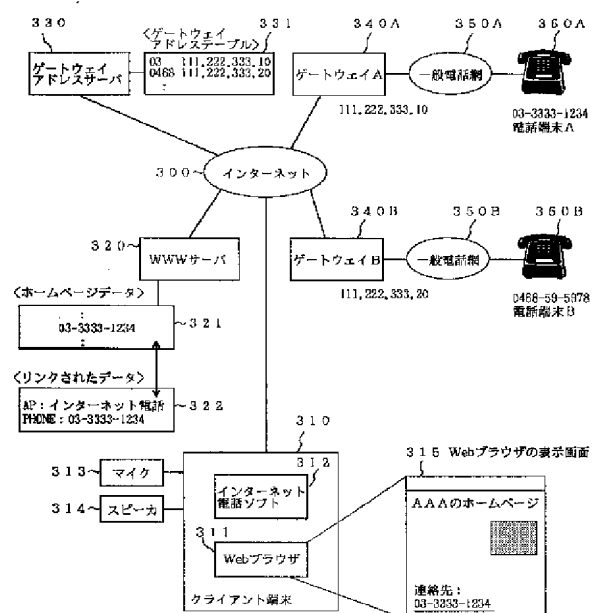 330
ゲートウェイ
アドレスサーバ
〈ゲートウェイ
アドレステーブル〉
331
03 111.222.333.10
0468 111.222.333.20
:
340A
ゲートウェイA
111.222.333.10
350A
一般電話網
360A
03-3333-1234
電話端末A
300
インターネット
320
WWWサーバ
340B
ゲートウェイB
111.222.333.20
350B
一般電話網
360B
0468-59-5678
電話端末B
〈ホームページデータ〉
:
03-3333-1234
:
321
〈リンクされたデータ〉
AP:インターネット電話
PHONE:03-3333-1234
322
310
313
マイク
314
スピーカ
312
インターネット
電話ソフト
311
Webブラウザ
クライアント端末
315 Webブラウザの表示画面
AAAのホームページ
連絡先:
03-3333-1234